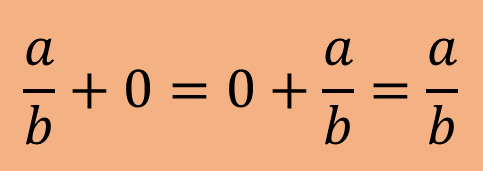 a/b + 0 = 0 + a/b = a/b